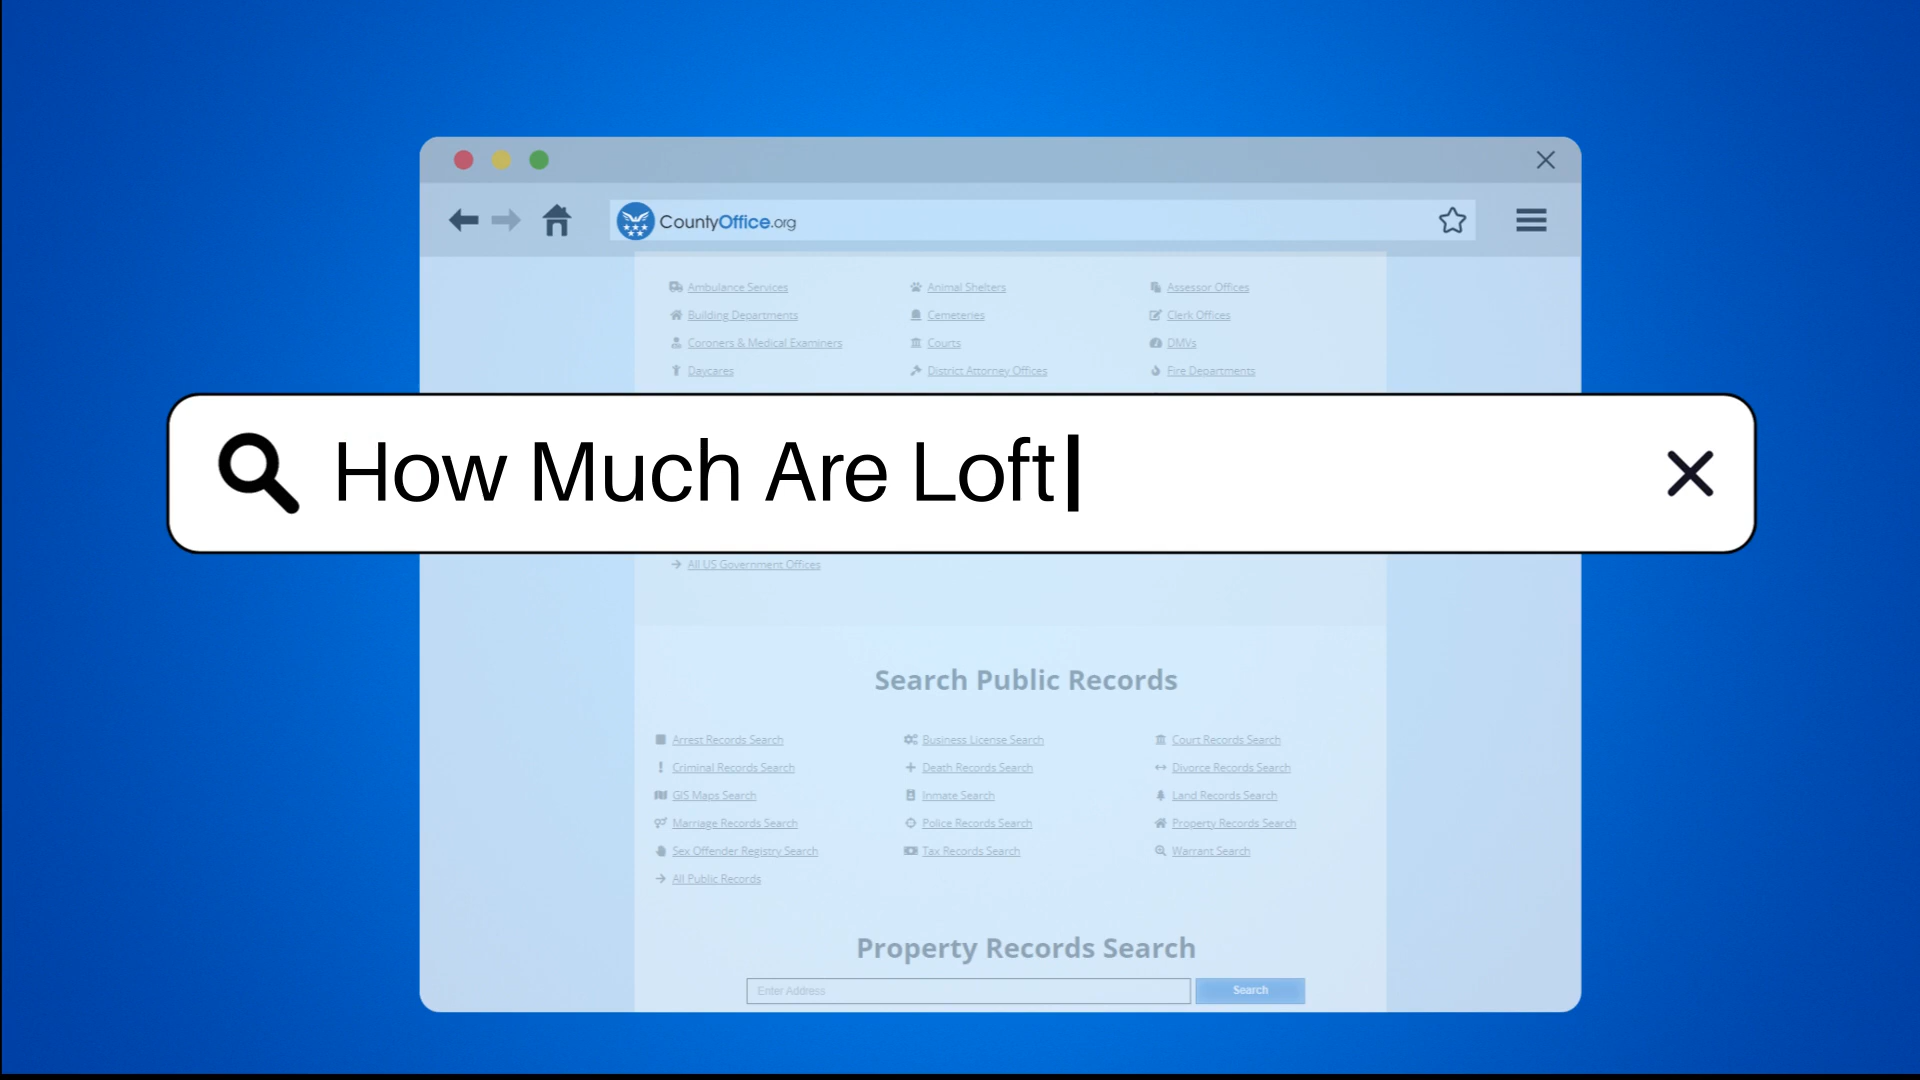 CountyOffice.org
Ambulance Services Animal Shelters Assessor Offices
Building Departments Cemeteries Clerk Offices
Coroners & Medical Examiners Courts DMVs
Daycares District Attorney Offices Fire Departments
How Much Are Loft
All US Government Offices
Search Public Records
Arrest Records Search Business License Search Court Records Search
Criminal Records Search Death Records Search Divorce Records Search
GIS Maps Search Inmate Search Land Records Search
Marriage Records Search Police Records Search Property Records Search
Sex Offender Registry Search Tax Records Search Warrant Search
All Public Records
Property Records Search
Enter Address Search